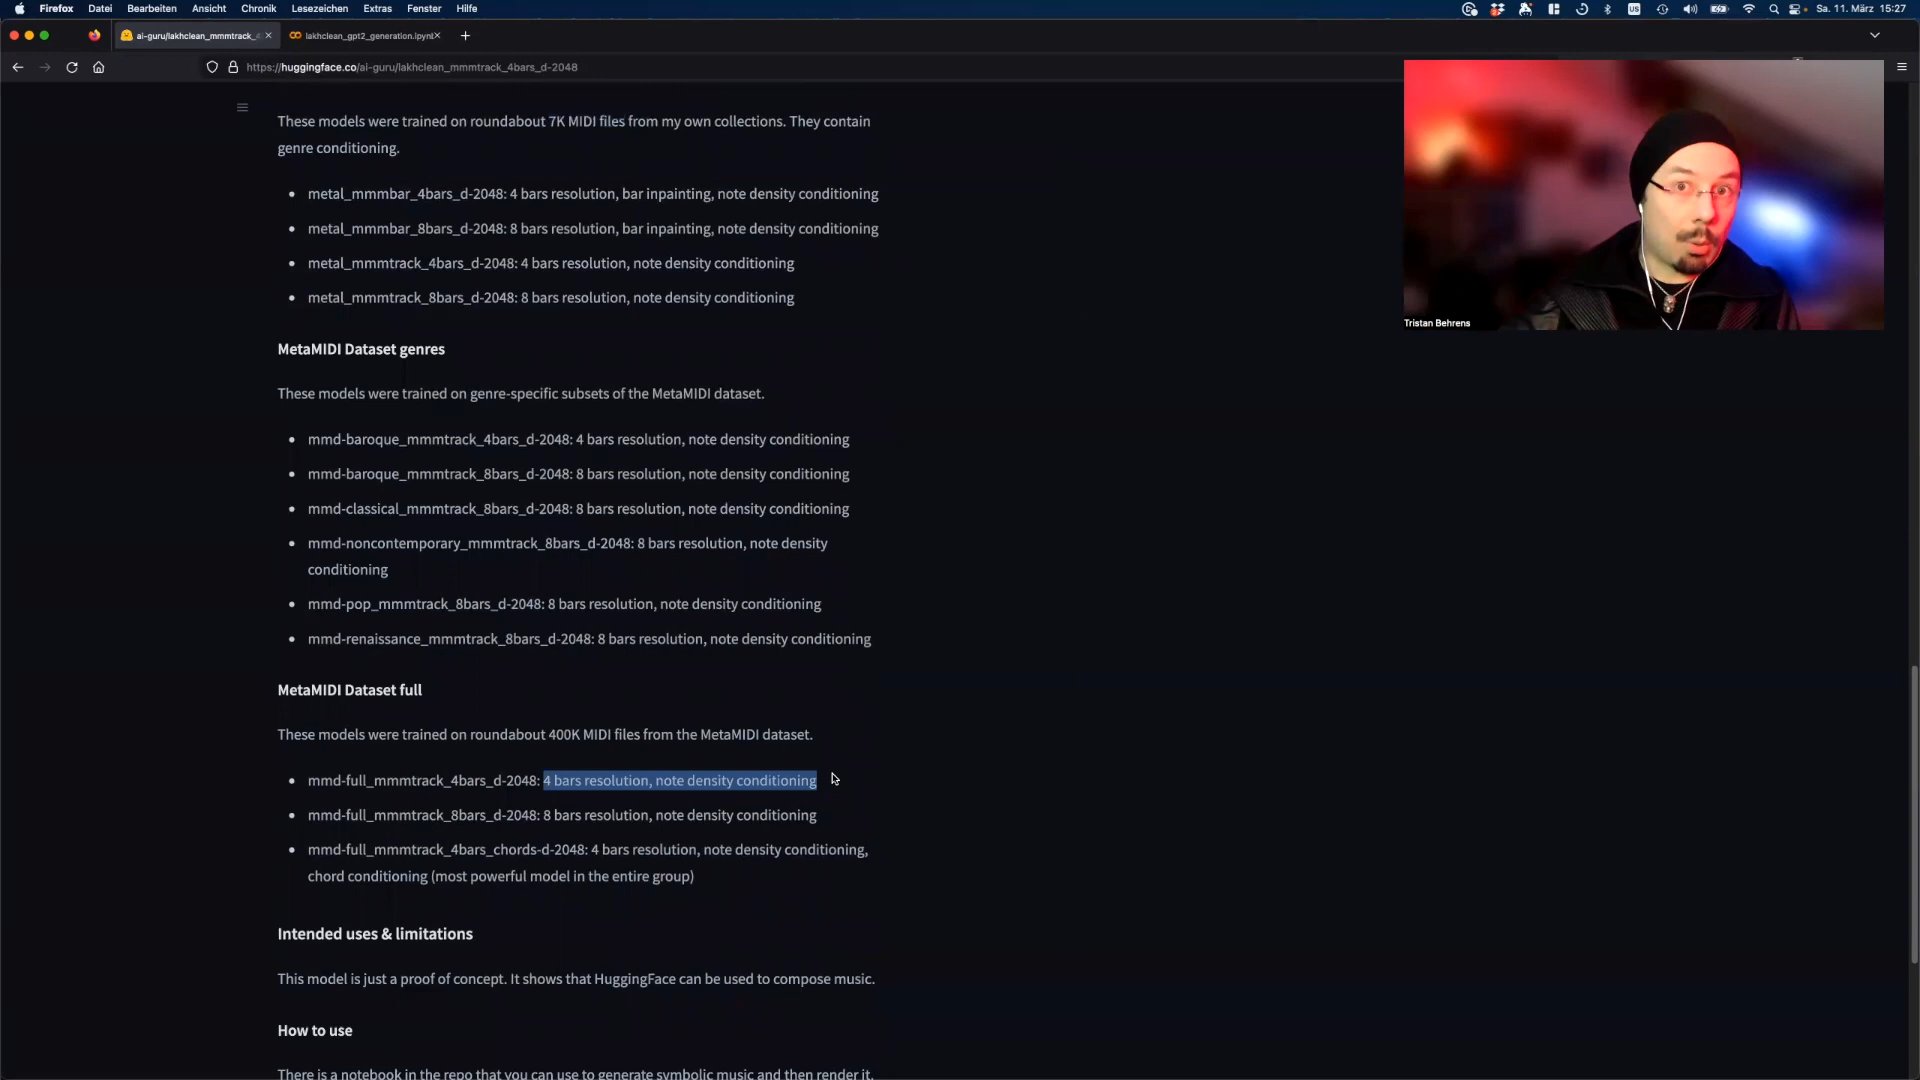 Firefox Datei Bearbeiten Ansicht Chronik Lesezeichen Extras Fenster Hilfe US Sa. 11. März 15:27
ai-guru/lakhclean_mmmtrack_4 lakhclean_gpt2_generation.ipynb
https://huggingface.co/ai-guru/lakhclean_mmmtrack_4bars_d-2048
These models were trained on roundabout 7K MIDI files from my own collections. They contain
genre conditioning.
• metal_mmmbar_4bars_d-2048: 4 bars resolution, bar inpainting, note density conditioning
• metal_mmmbar_8bars_d-2048: 8 bars resolution, bar inpainting, note density conditioning
• metal_mmmtrack_4bars_d-2048: 4 bars resolution, note density conditioning
• metal_mmmtrack_8bars_d-2048: 8 bars resolution, note density conditioning
Tristan Behrens
MetaMIDI Dataset genres
These models were trained on genre-specific subsets of the MetaMIDI dataset.
• mmd-baroque_mmmtrack_4bars_d-2048: 4 bars resolution, note density conditioning
• mmd-baroque_mmmtrack_8bars_d-2048: 8 bars resolution, note density conditioning
• mmd-classical_mmmtrack_8bars_d-2048: 8 bars resolution, note density conditioning
• mmd-noncontemporary_mmmtrack_8bars_d-2048: 8 bars resolution, note density
conditioning
• mmd-pop_mmmtrack_8bars_d-2048: 8 bars resolution, note density conditioning
• mmd-renaissance_mmmtrack_8bars_d-2048: 8 bars resolution, note density conditioning
MetaMIDI Dataset full
These models were trained on roundabout 400K MIDI files from the MetaMIDI dataset.
• mmd-full_mmmtrack_4bars_d-2048: 4 bars resolution, note density conditioning
• mmd-full_mmmtrack_8bars_d-2048: 8 bars resolution, note density conditioning
• mmd-full_mmmtrack_4bars_chords-d-2048: 4 bars resolution, note density conditioning,
chord conditioning (most powerful model in the entire group)
Intended uses & limitations
This model is just a proof of concept. It shows that HuggingFace can be used to compose music.
How to use
There is a notebook in the repo that you can use to generate symbolic music and then render it.